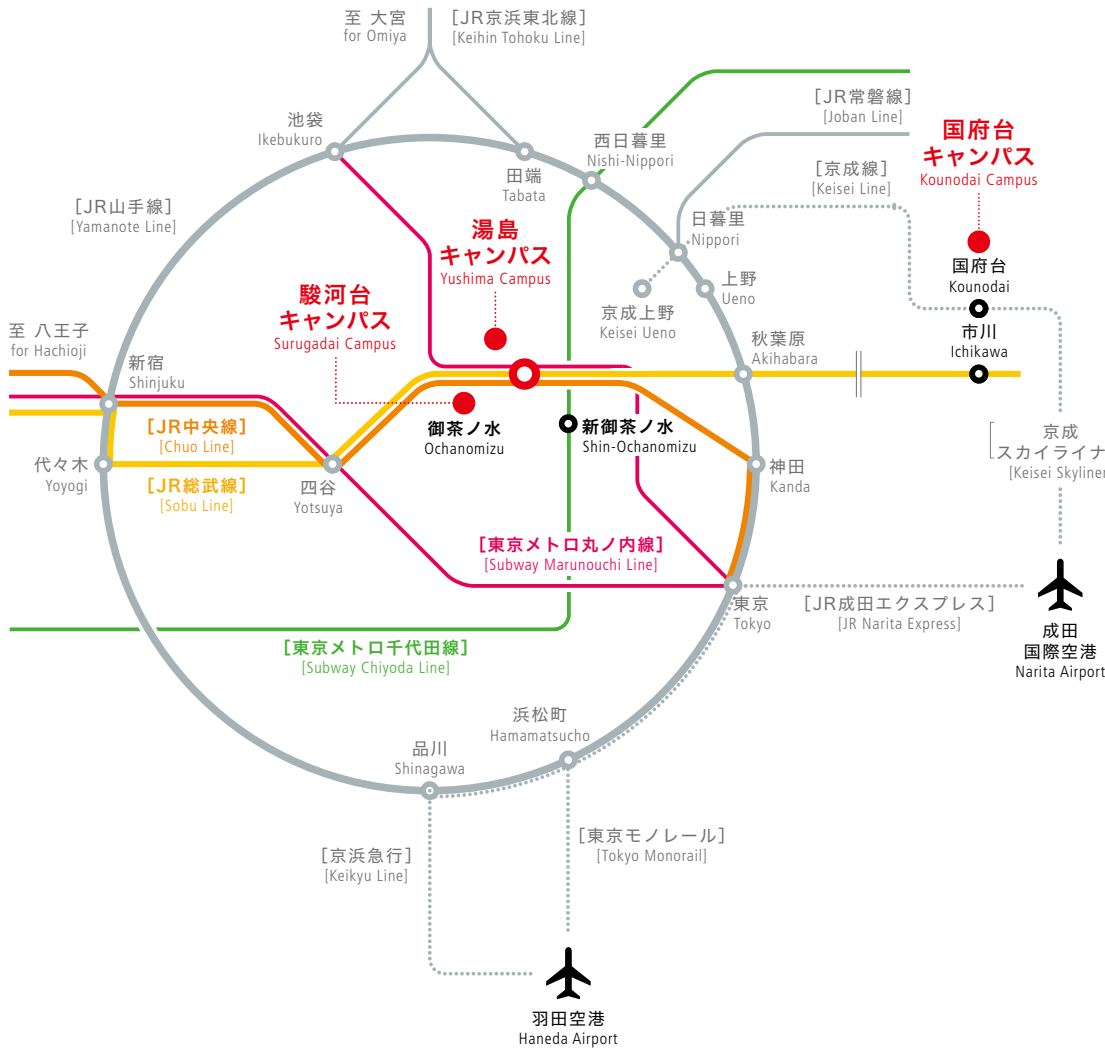 至 大宮
for Omiya
［JR京浜東北線］
[Keihin Tohoku Line]
池袋
Ikebukuro
田端
Tabata
西日暮里
Nishi-Nippori
［JR常磐線］
[Joban Line]
国府台
キャンパス
Kounodai Campus
［京成線］
[Keisei Line]
［JR山手線］
[Yamanote Line]
湯島
キャンパス
Yushima Campus
日暮里
Nippori
駿河台
キャンパス
Surugadai Campus
上野
Ueno
京成上野
Keisei Ueno
国府台
Kounodai
至 八王子
for Hachioji
新宿
Shinjuku
秋葉原
Akihabara
市川
Ichikawa
［JR中央線］
[Chuo Line]
御茶ノ水
Ochanomizu
新御茶ノ水
Shin-Ochanomizu
京成
スカイライナ
[Keisei Skyliner
代々木
Yoyogi
［JR総武線］
[Sobu Line]
四谷
Yotsuya
神田
Kanda
［東京メトロ丸ノ内線］
[Subway Marunouchi Line]
東京
Tokyo
［JR成田エクスプレス］
[JR Narita Express]
成田
国際空港
Narita Airport
［東京メトロ千代田線］
[Subway Chiyoda Line]
浜松町
Hamamatsucho
品川
Shinagawa
［東京モノレール］
[Tokyo Monorail]
［京浜急行］
[Keikyu Line]
羽田空港
Haneda Airport